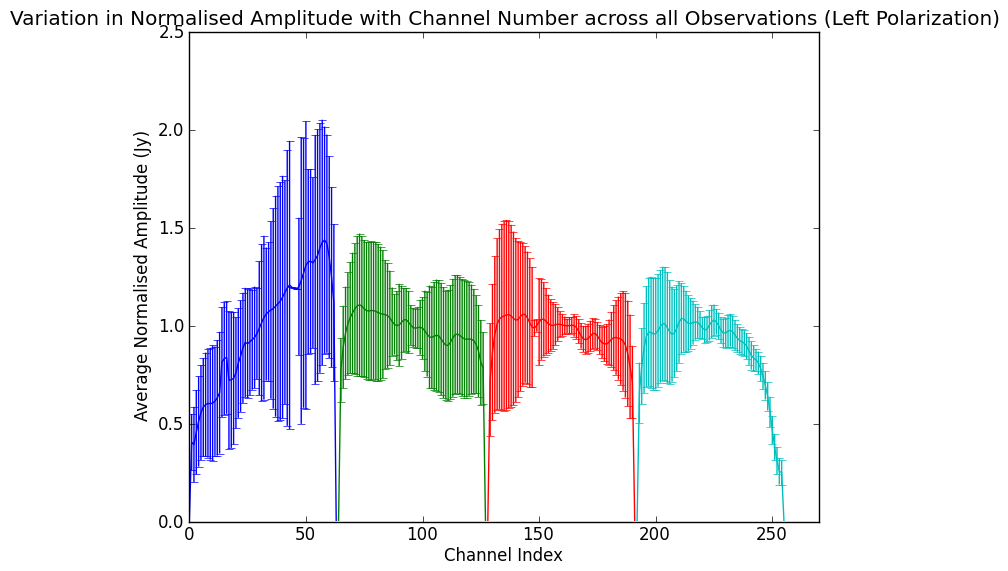 Variation in Normalised Amplitude with Channel Number across all Observations (Left Polarization)
2.5
2.0
1.5
1.0
0.5
0.0
Average Normalised Amplitude (Jy)
0 50 100 150 200 250
Channel Index